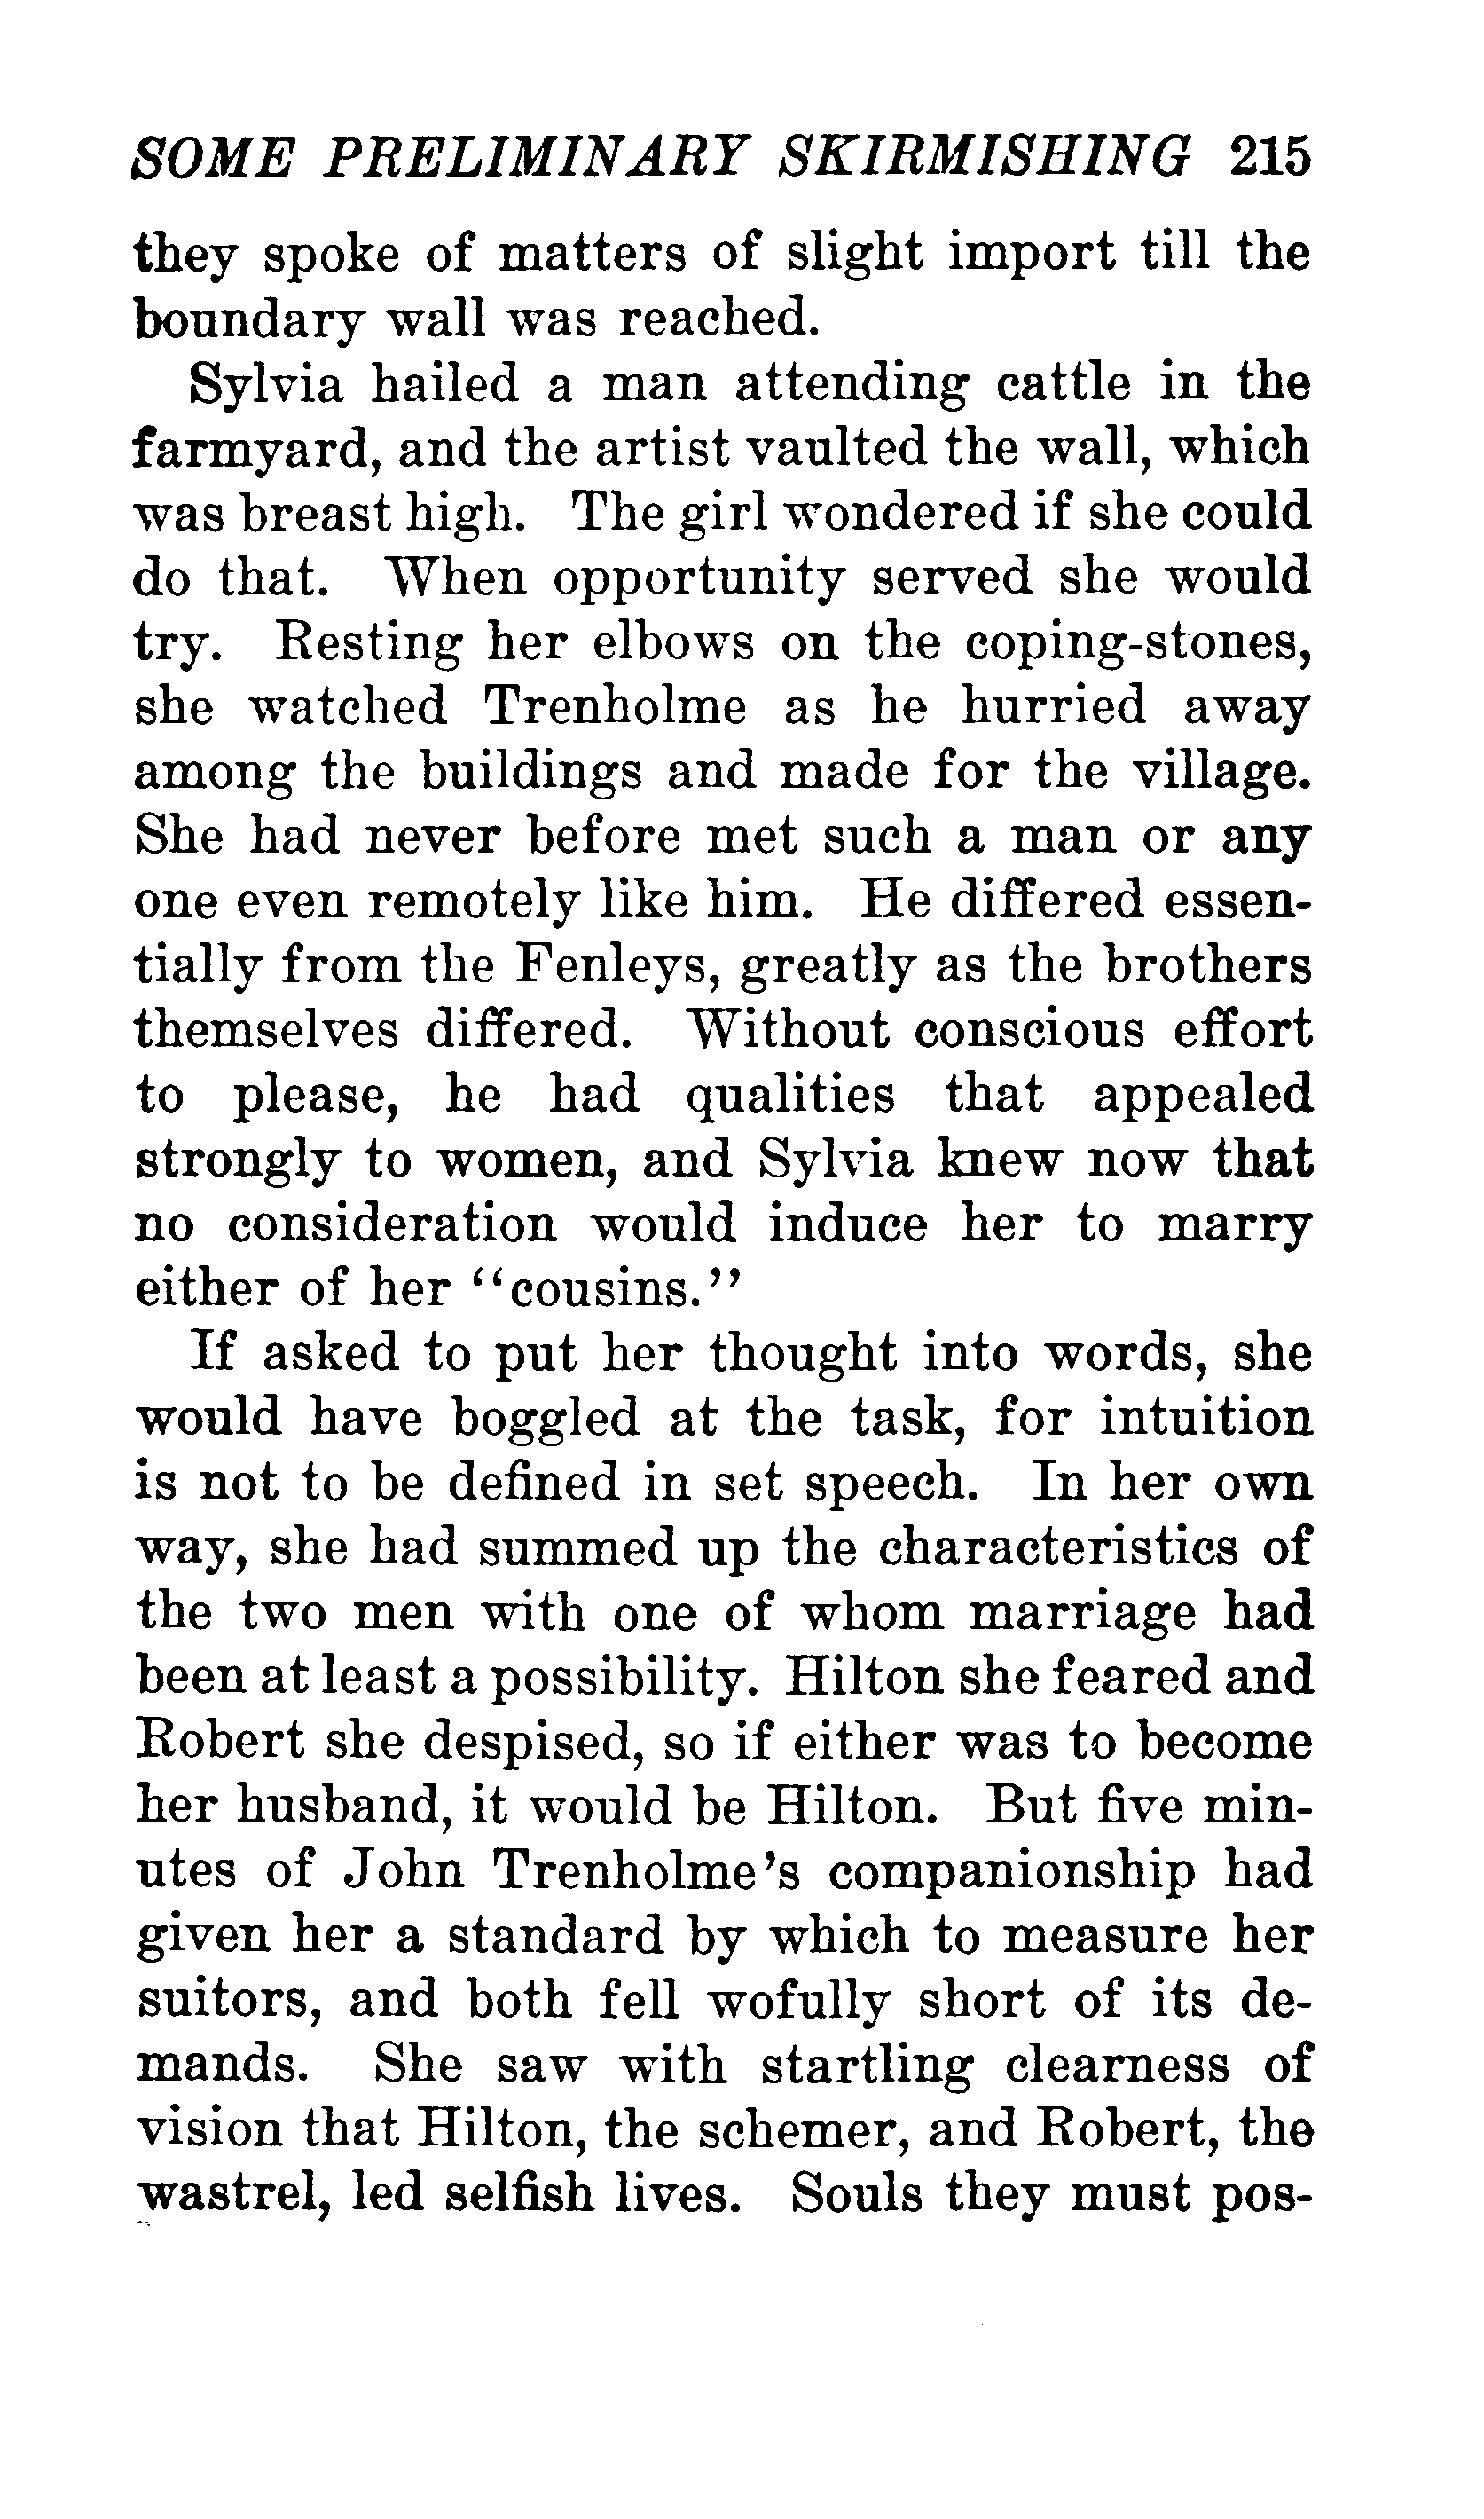 SOME PRELIMINARY SKIRMISHING 215
they spoke of matters of slight import till the
boundary wall was reached.
Sylvia hailed a man attending cattle in the
farmyard, and the artist vaulted the wall, which
was breast high. The girl wondered if she could
do that. When opportunity served she would
try. Resting her elbows on the coping-stones,
she watched Trenholme as he hurried away
among the buildings and made for the village.
She had never before met such a man or any
one even remotely like him. He differed essen-
tially from the Fenleys, greatly as the brothers
themselves differed. Without conscious effort
to please, he had qualities that appealed
strongly to women, and Sylvia knew now that
no consideration would induce her to marry
either of her "cousins."
If asked to put her thought into words, she
would have boggled at the task, for intuition
is not to be defined in set speech. In her own
way, she had summed up the characteristics of
the two men with one of whom marriage had
been at least a possibility. Hilton she feared and
Robert she despised, so if either was to become
her husband, it would be Hilton. But five min-
utes of John Trenholme's companionship had
given her a standard by which to measure her
suitors, and both fell wofully short of its de-
mands. She saw with startling clearness of
vision that Hilton, the schemer, and Robert, the
wastrel, led selfish lives. Souls they must pos-